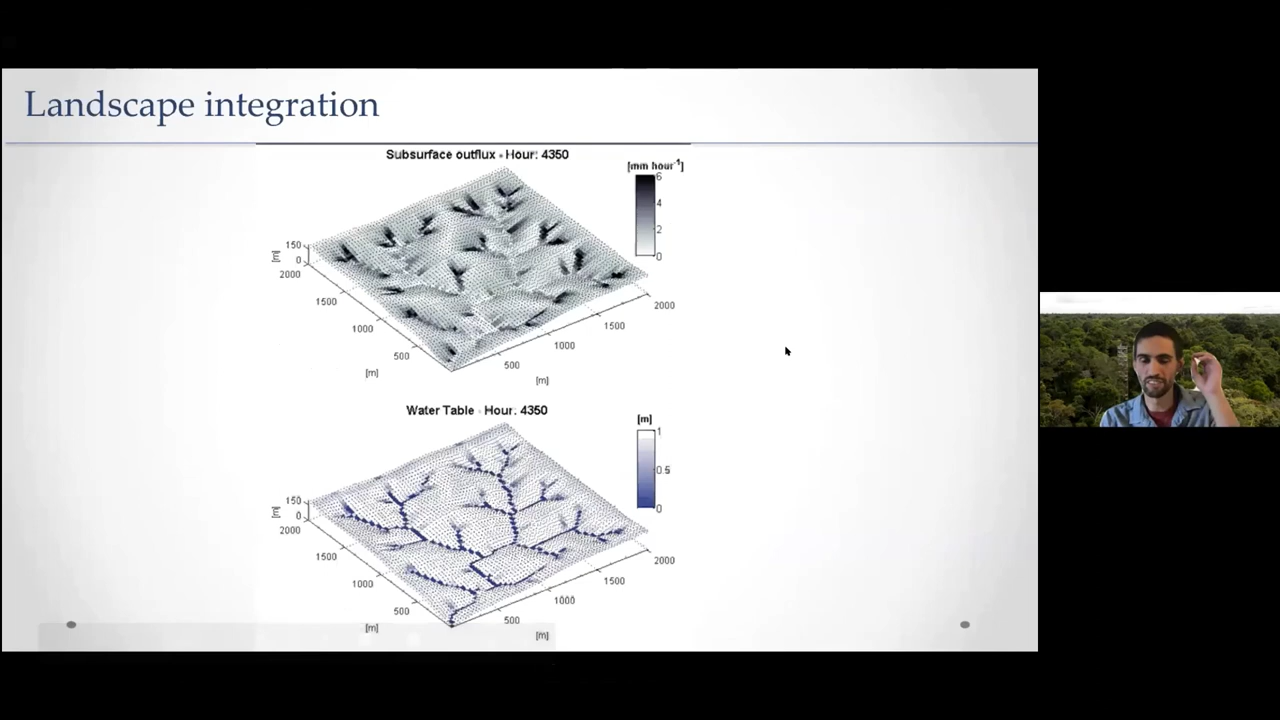 Landscape integration
Subsurface outflux - Hour: 4350
[mm hour-1]
6
4
2
0
150
0
[m]
2000
1500
1000
500
[m]
500
1000
1500
2000
[m]
Water Table - Hour: 4350
[m]
1
0.5
0
150
0
[m]
2000
1500
1000
500
[m]
500
1000
1500
2000
[m]